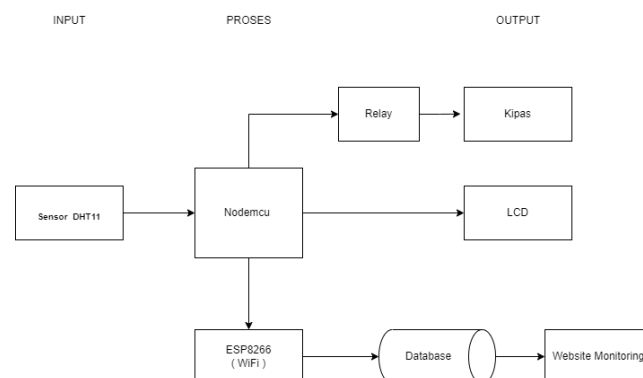 INPUT
PROSES
OUTPUT
Relay
Kipas
Sensor DHT11
Nodemcu
LCD
ESP8266
( WiFi )
Database
Website Monitoring